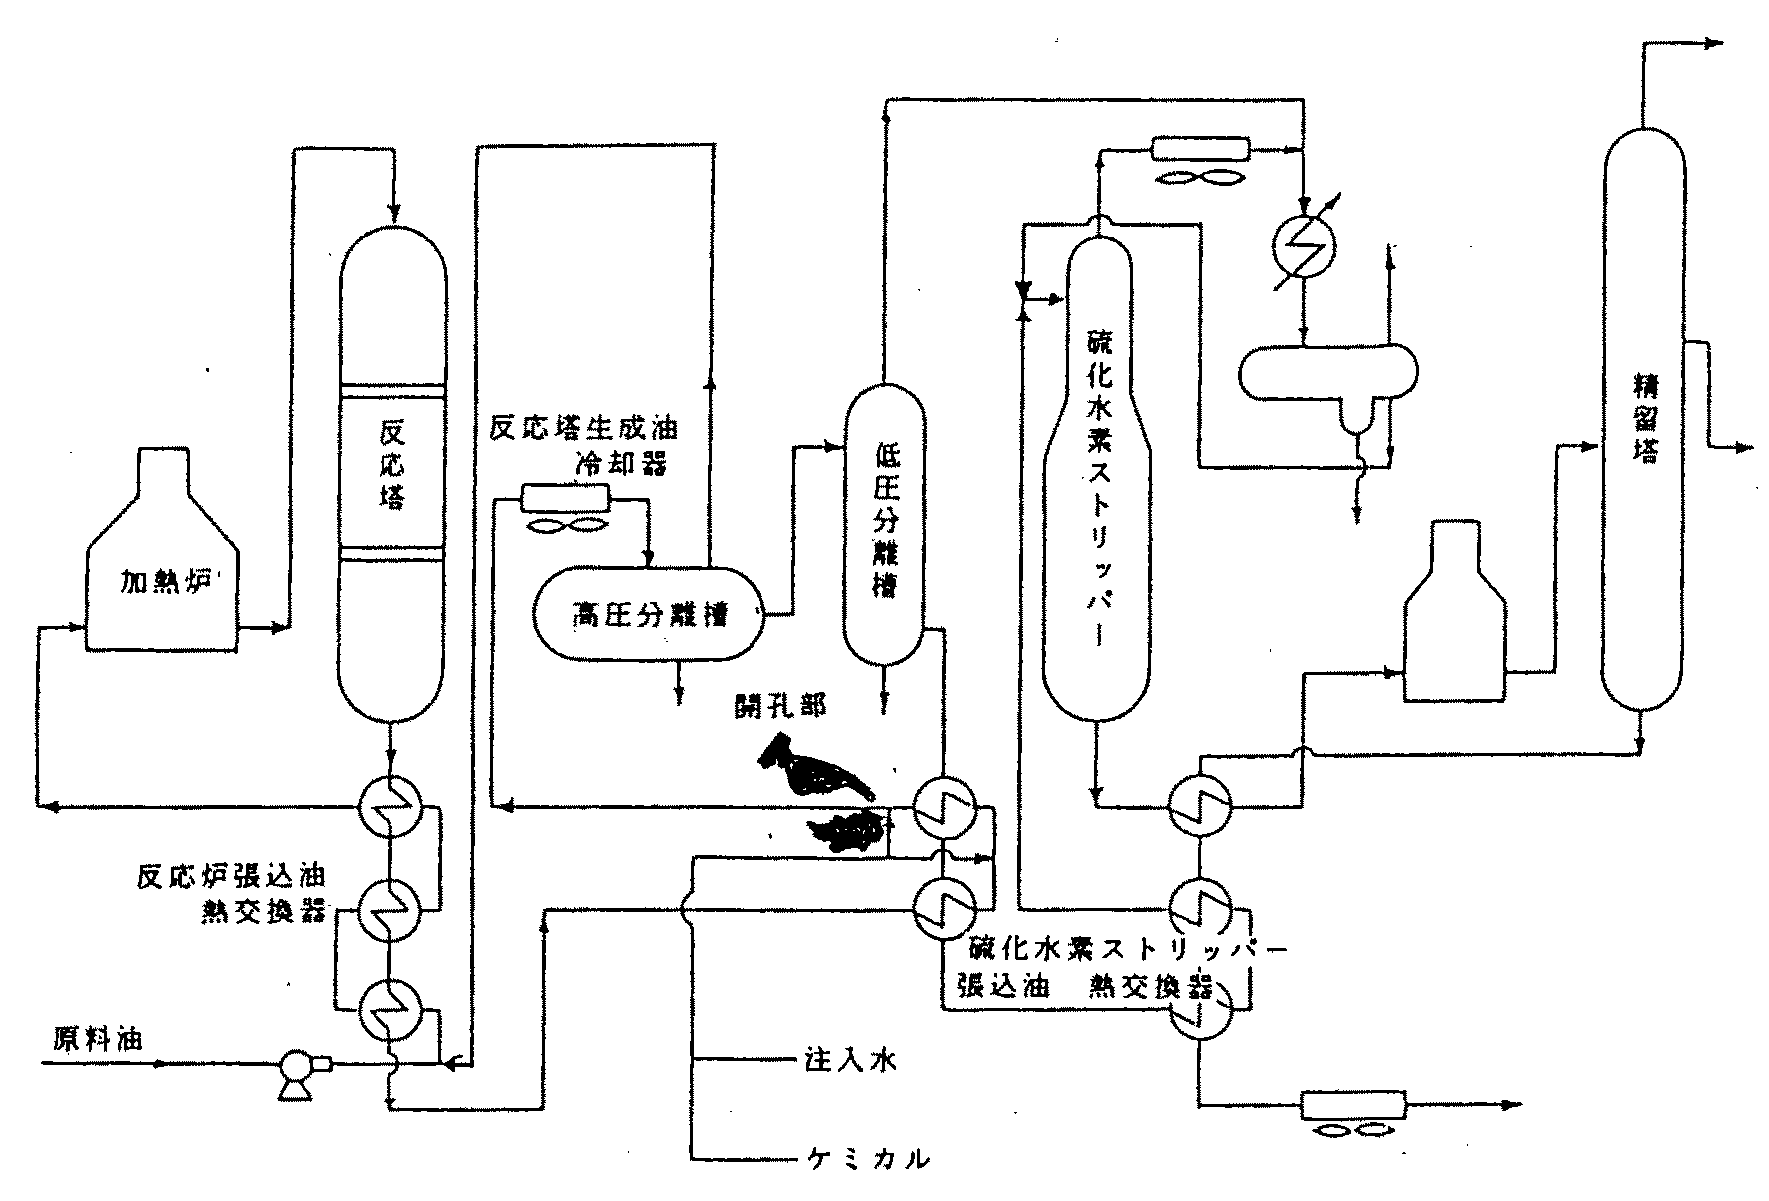 反応塔
加熱炉
反応塔生成油
冷却器
高圧分離槽
低圧分離槽
硫化水素ストリッパー
精留塔
開孔部
反応炉張込油
熱交換器
硫化水素ストリッパー
張込油 熱交換器
原料油
注入水
ケミカル